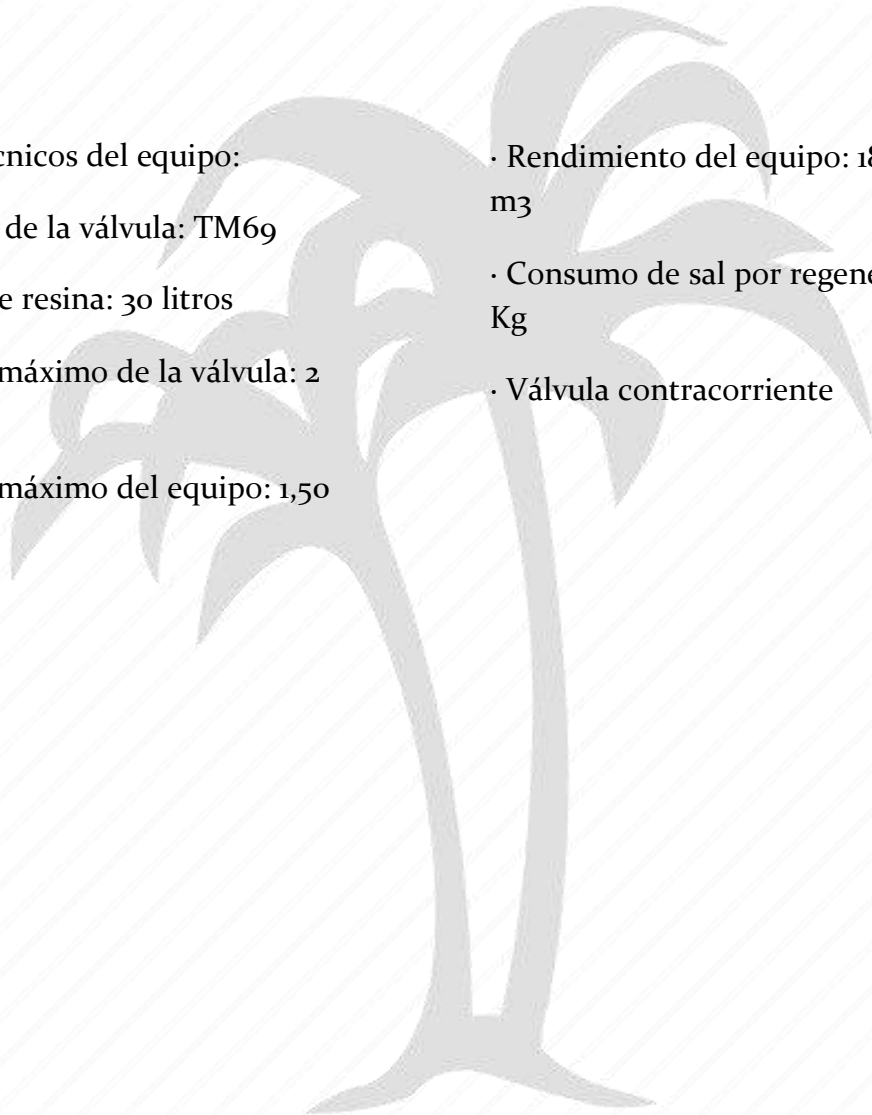 cnicos del equipo:
de la válvula: TM69
e resina: 30 litros
máximo de la válvula: 2
máximo del equipo: 1,50
· Rendimiento del equipo: 18
m3
· Consumo de sal por regene
Kg
· Válvula contracorriente